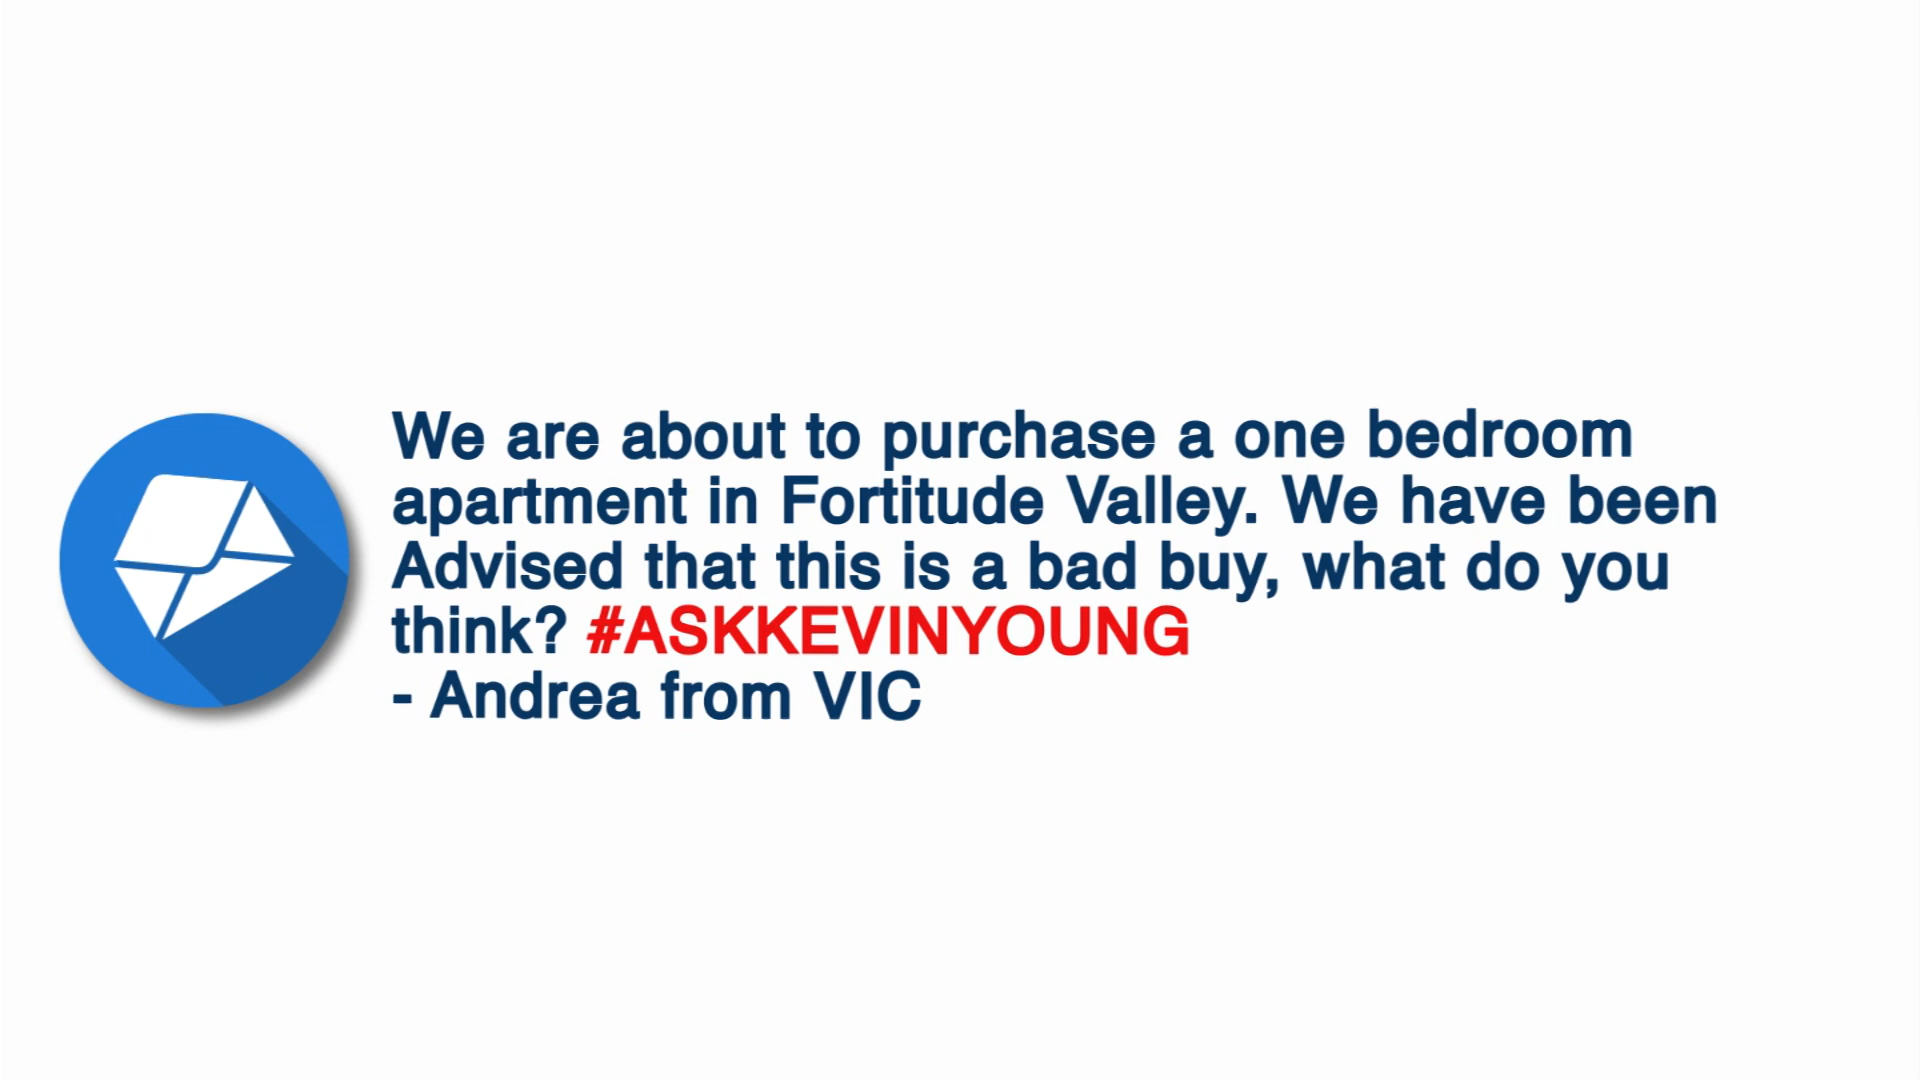 We are about to purchase a one bedroom
apartment in Fortitude Valley. We have been
Advised that this is a bad buy, what do you
think? #ASKKEVINYOUNG
- Andrea from VIC